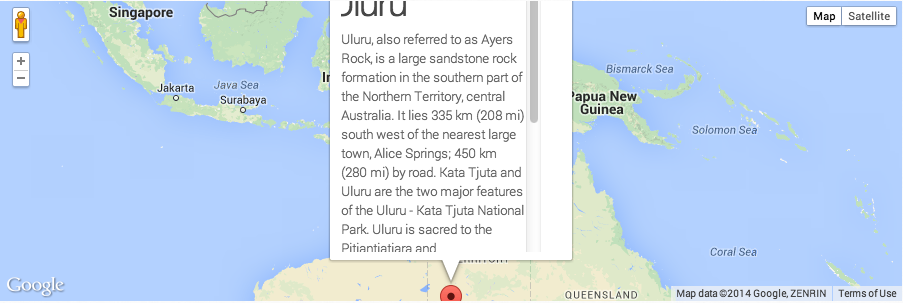 Singapore
Map
Satellite
Uluru
Uluru, also referred to as Ayers
Rock, is a large sandstone rock
formation in the southern part of
the Northern Territory, central
Australia. It lies 335 km (208 mi)
south west of the nearest large
town, Alice Springs; 450 km
(280 mi) by road. Kata Tjuta and
Uluru are the two major features
of the Uluru - Kata Tjuta National
Park. Uluru is sacred to the
Pitjantjatjara and
+
−
Java Sea
Jakarta
Surabaya
In
Bismarck Sea
Papua New
Guinea
Solomon Sea
Coral Sea
QUEENSLAND
Google
Map data ©2014 Google, ZENRIN
Terms of Use